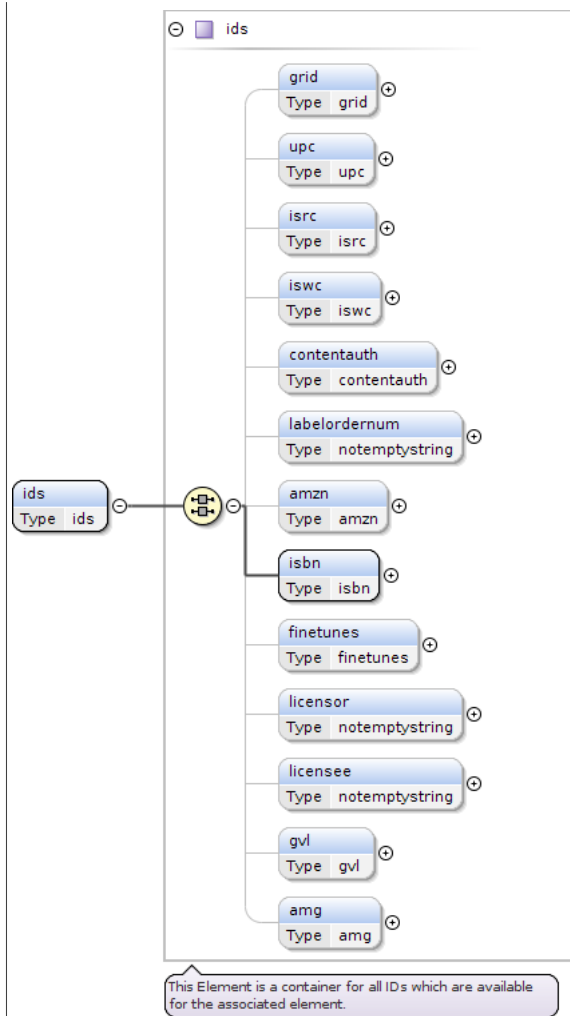 ids
grid
Type grid
upc
Type upc
isrc
Type isrc
iswc
Type iswc
contentauth
Type contentauth
labelordernum
Type notemptystring
ids
Type ids
amzn
Type amzn
isbn
Type isbn
finetunes
Type finetunes
licensor
Type notemptystring
licensee
Type notemptystring
gvl
Type gvl
amg
Type amg
This Element is a container for all IDs which are available
for the associated element.